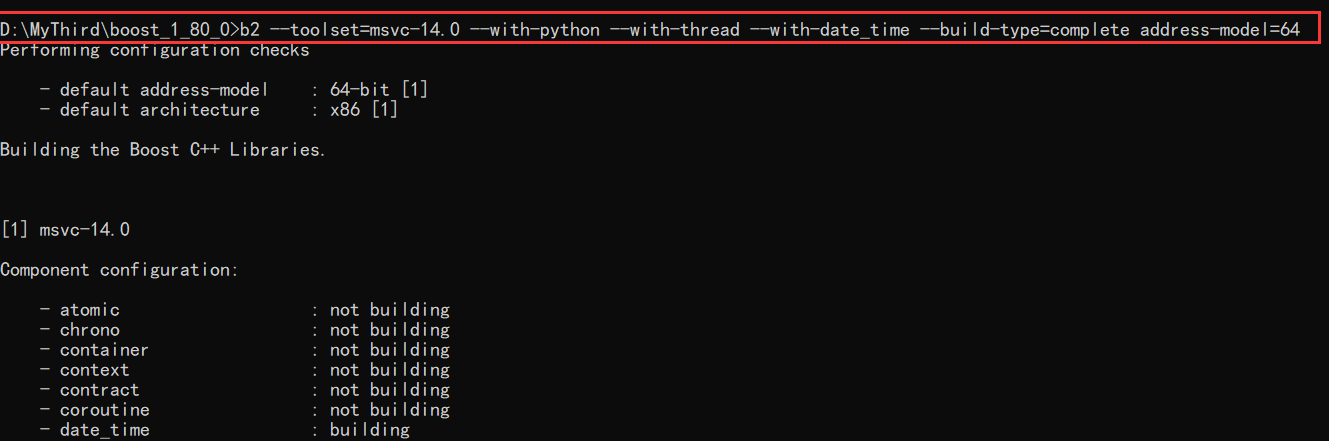 D:\MyThird\boost_1_80_0>b2 --toolset=msvc-14.0 --with-python --with-thread --with-date_time --build-type=complete address-model=64
Performing configuration checks
- default address-model : 64-bit [1]
- default architecture : x86 [1]
Building the Boost C++ Libraries.
[1] msvc-14.0
Component configuration:
- atomic : not building
- chrono : not building
- container : not building
- context : not building
- contract : not building
- coroutine : not building
- date_time : building